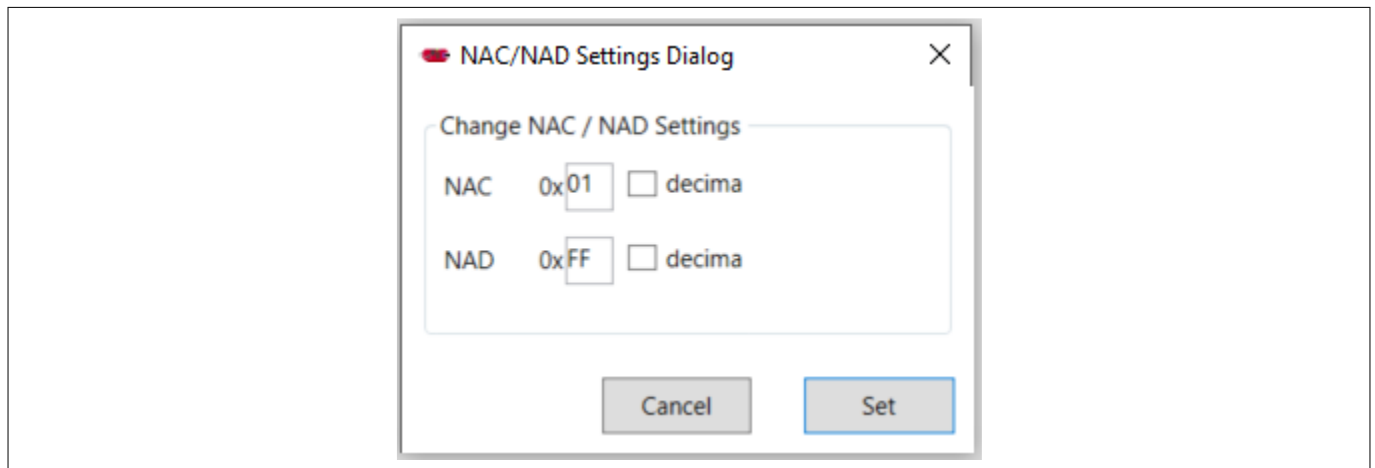 NAC/NAD Settings Dialog
Change NAC / NAD Settings
NAC 0x 01 decima
NAD 0x FF decima
Cancel Set